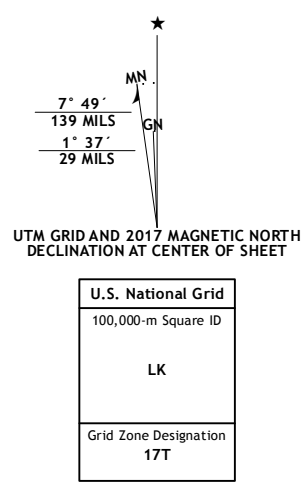 MN
GN
7° 49´
139 MILS
1° 37´
29 MILS
UTM GRID AND 2017 MAGNETIC NORTH
DECLINATION AT CENTER OF SHEET
U.S. National Grid
100,000-m Square ID
LK
Grid Zone Designation
17T